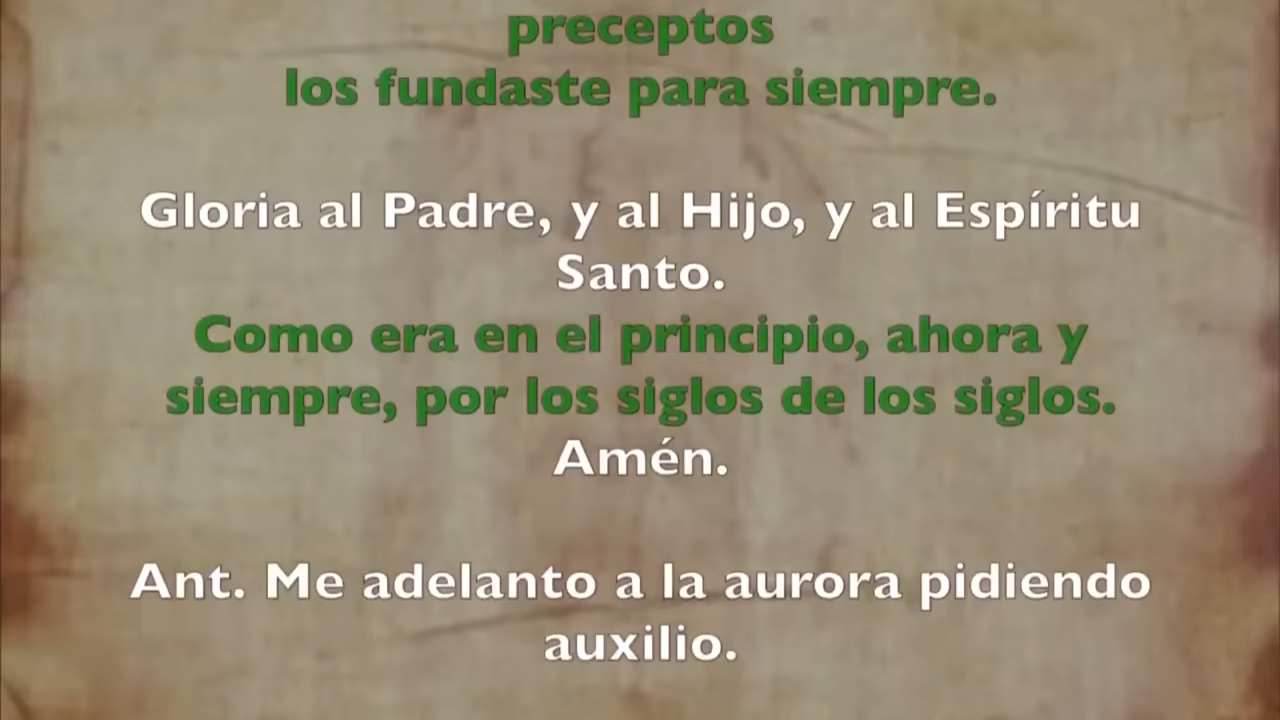 preceptos
los fundaste para siempre.
Gloria al Padre, y al Hijo, y al Espíritu
Santo.
Como era en el principio, ahora y
siempre, por los siglos de los siglos.
Amén.
Ant. Me adelanto a la aurora pidiendo
auxilio.